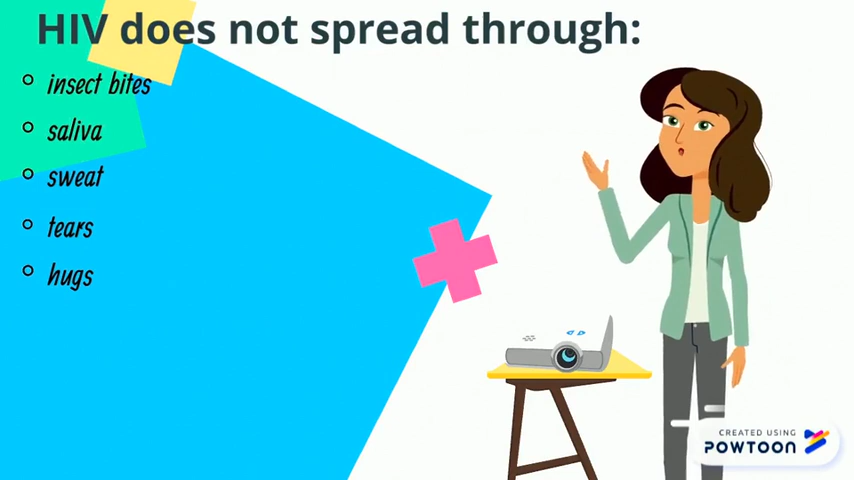 HIV does not spread through:
insect bites
saliva
sweat
tears
hugs
CREATED USING
POWTOON